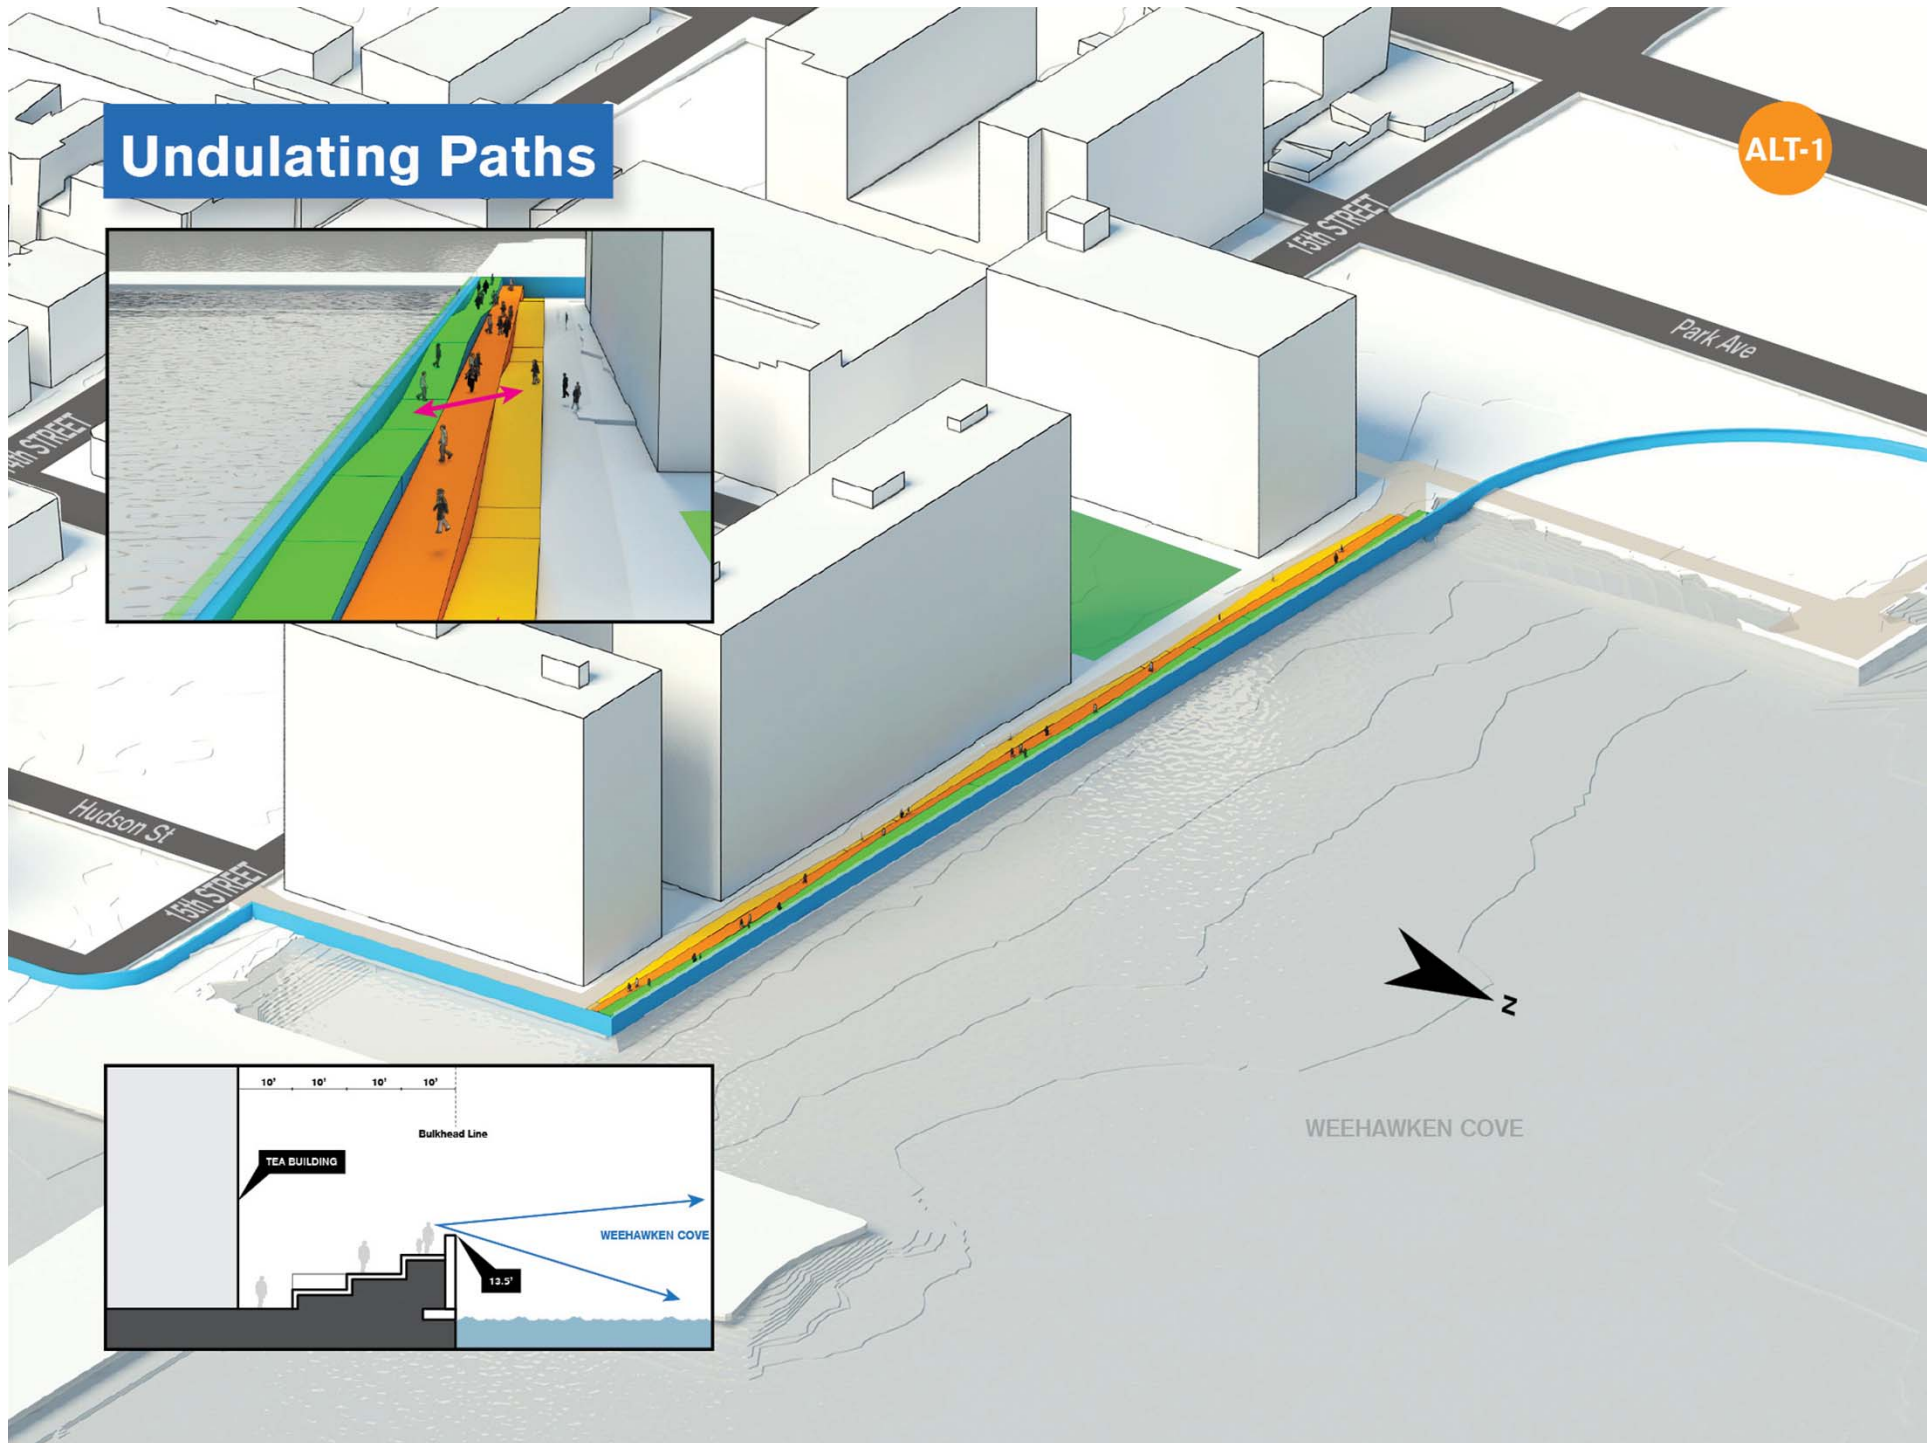 Undulating Paths
ALT-1
15th STREET
Park Ave
14th STREET
Hudson St
15th STREET
N
10' 10' 10' 10'
Bulkhead Line
TEA BUILDING
WEEHAWKEN COVE
13.5'
WEEHAWKEN COVE